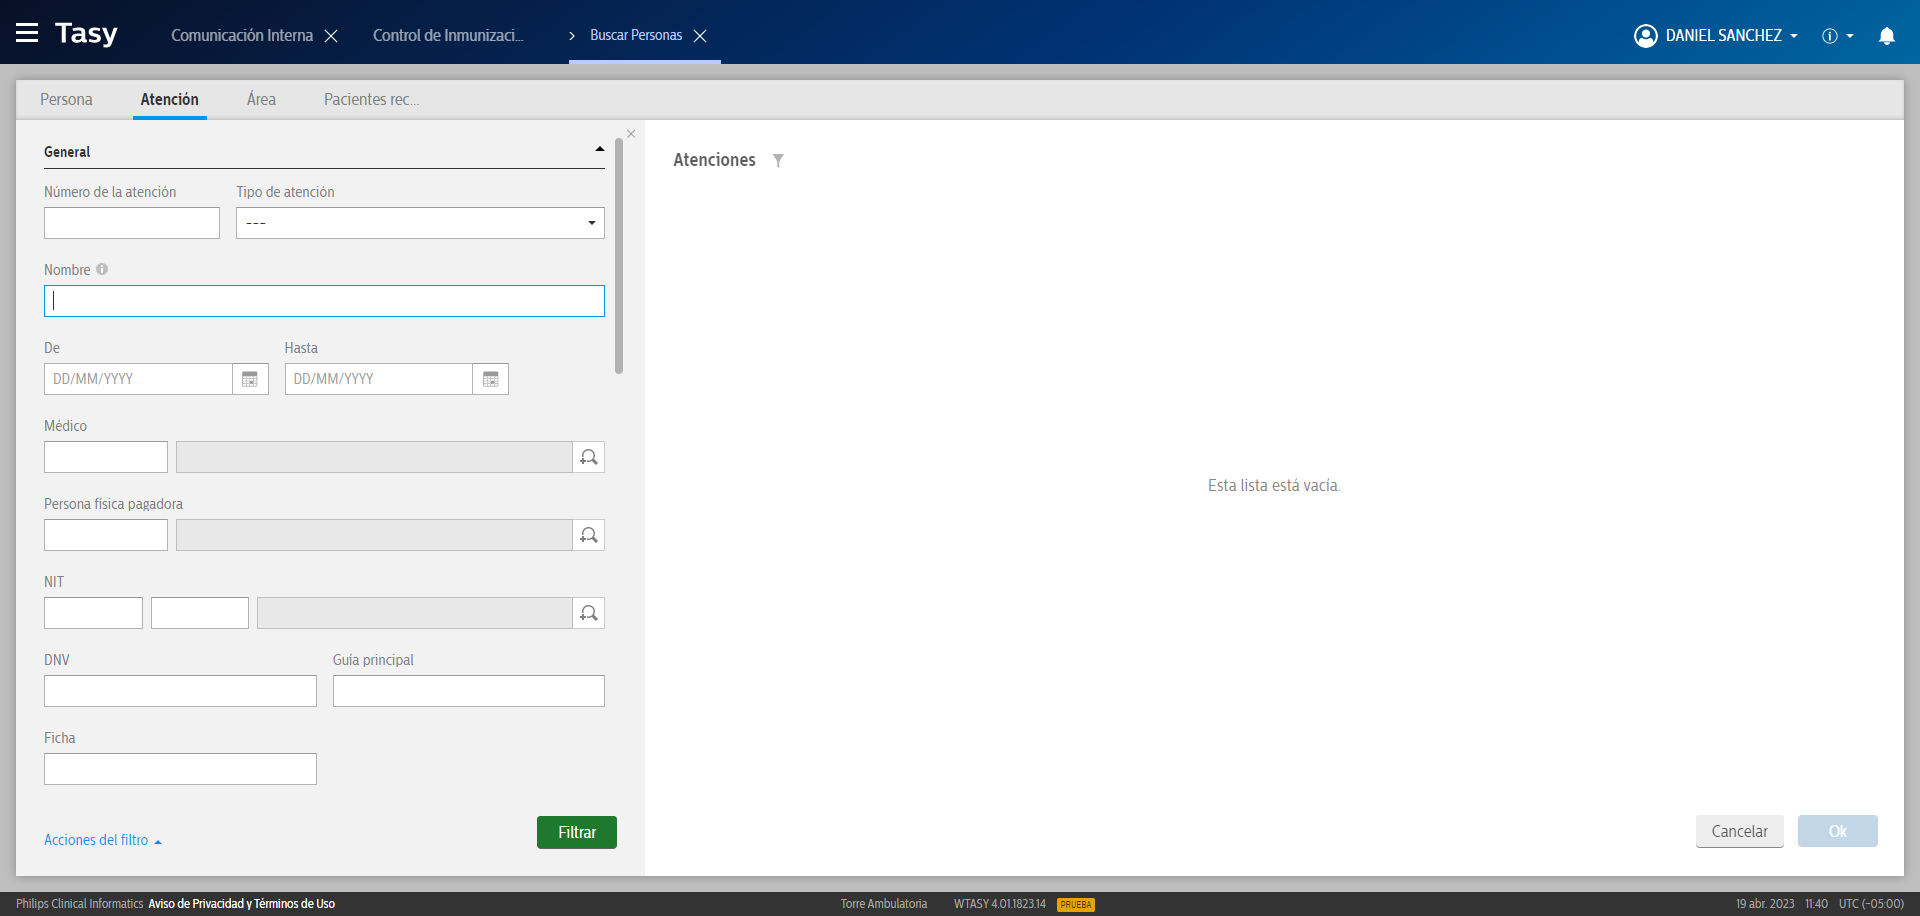 Tasy
Comunicación Interna
Control de Inmunizaci...
Buscar Personas
DANIEL SANCHEZ
Persona
Atención
Área
Pacientes rec...
General
Número de la atención
Tipo de atención
---
Nombre
De
Hasta
DD/MM/YYYY
DD/MM/YYYY
Médico
Persona física pagadora
NIT
DNV
Guía principal
Ficha
Acciones del filtro
Filtrar
Atenciones
Esta lista está vacía.
Cancelar
Ok
Philips Clinical Informatics Aviso de Privacidad y Términos de Uso
Torre Ambulatoria
WTASY 4.01.1823.14
PRUEBA
19 abr. 2023 11:40 UTC (-05:00)